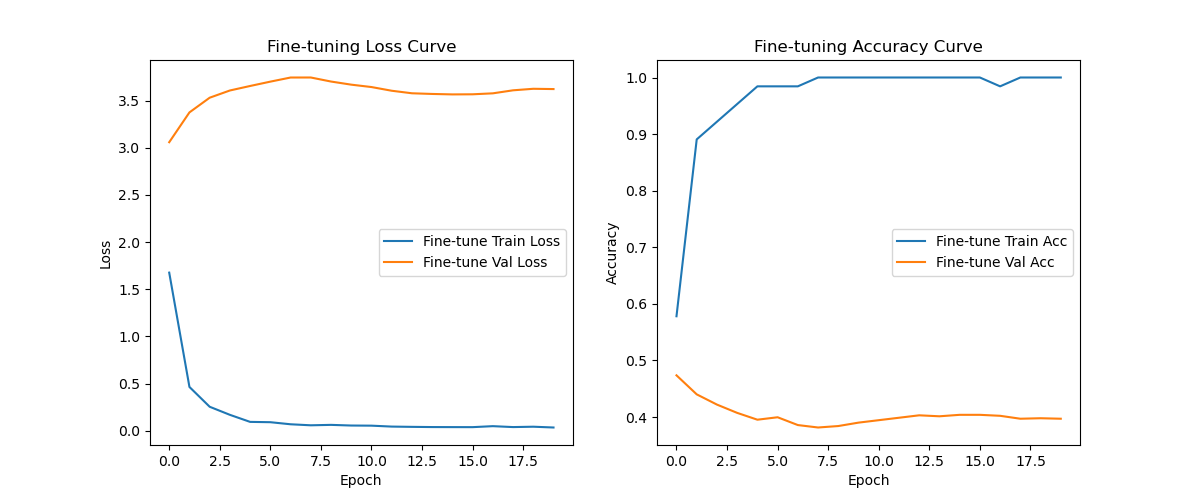 Fine-tuning Loss Curve
3.5
3.0
2.5
2.0
1.5
1.0
0.5
0.0
Loss
Fine-tune Train Loss
Fine-tune Val Loss
0.0 2.5 5.0 7.5 10.0 12.5 15.0 17.5
Epoch
Fine-tuning Accuracy Curve
1.0
0.9
0.8
0.7
0.6
0.5
0.4
Accuracy
Fine-tune Train Acc
Fine-tune Val Acc
0.0 2.5 5.0 7.5 10.0 12.5 15.0 17.5
Epoch